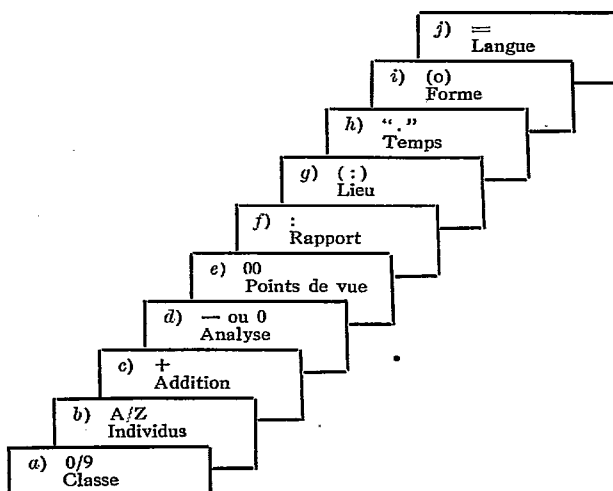 j) =
Langue
i) (o)
Forme
h) “.”
Temps
g) (:)
Lieu
f) :
Rapport
e) 00
Points de vue
d) — ou 0
Analyse
c) +
Addition
b) A/Z
Individus
a) 0/9
Classe